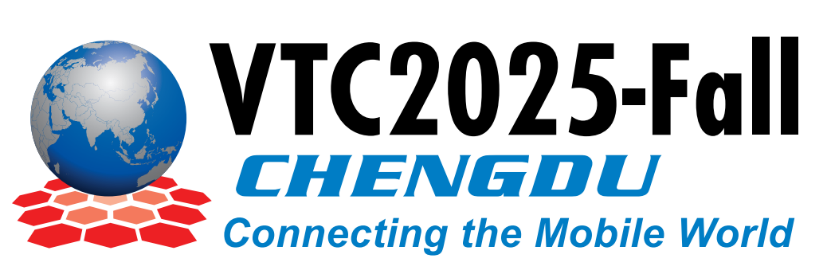 VTC2025-Fall
CHENGDU
Connecting the Mobile World